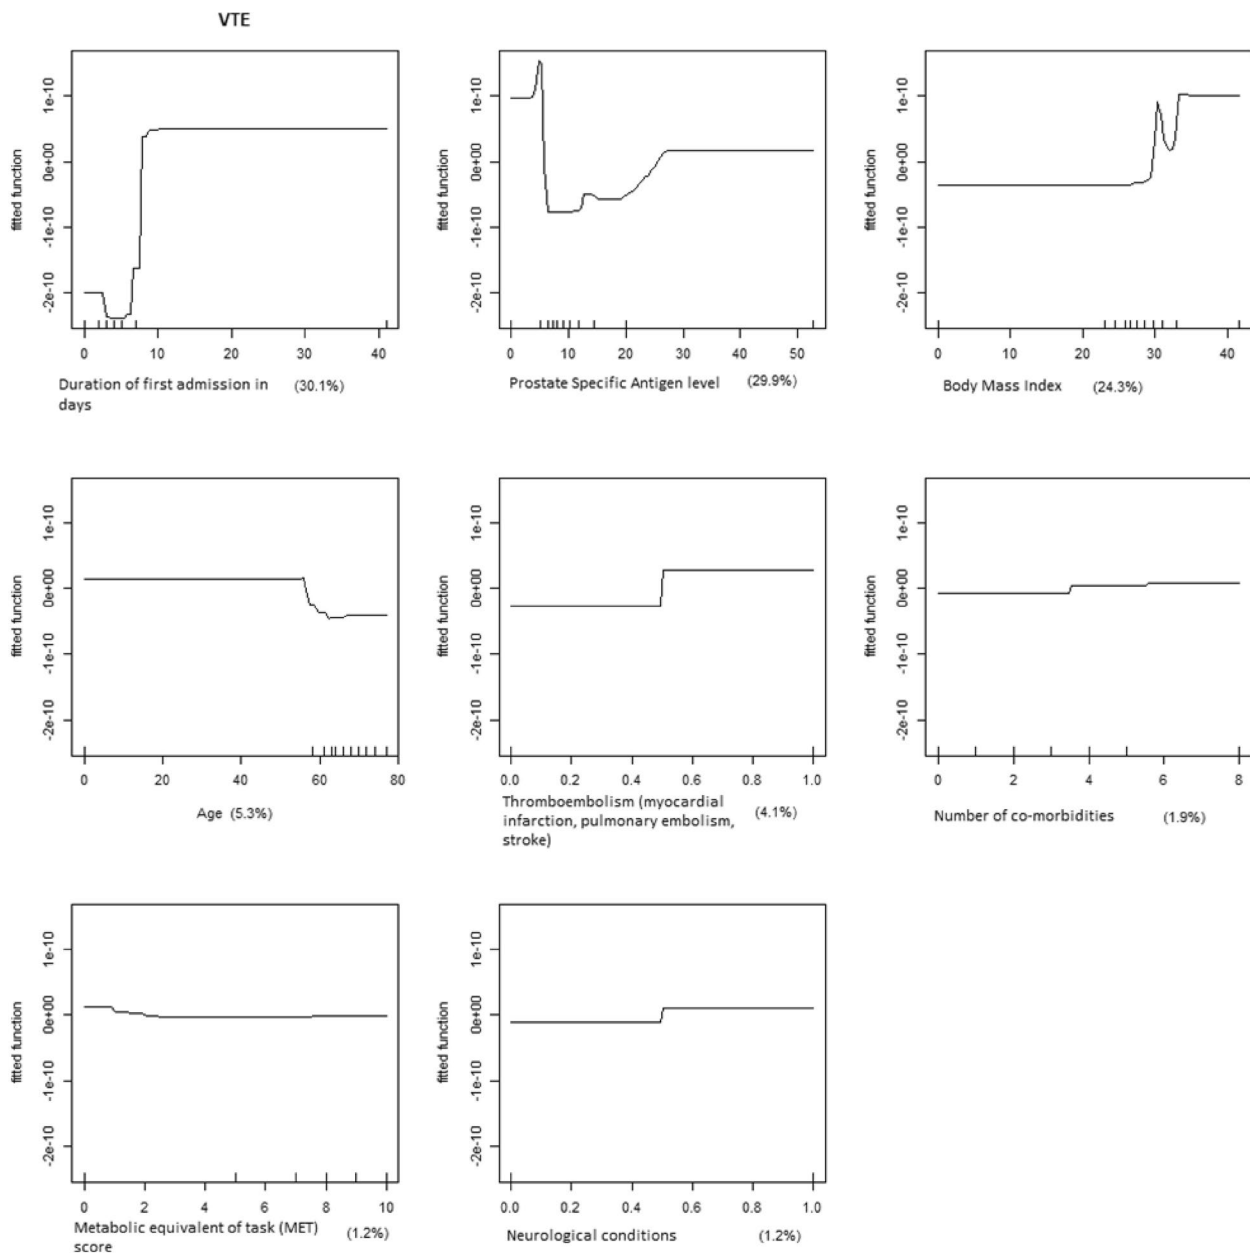 VTE
fitted function
1e-10
0e+00
-1e-10
-2e-10
0 10 20 30 40
Duration of first admission in (30.1%)
days
fitted function
1e-10
0e+00
-1e-10
-2e-10
0 10 20 30 40 50
Prostate Specific Antigen level (29.9%)
fitted function
1e-10
0e+00
-1e-10
-2e-10
0 10 20 30 40
Body Mass Index (24.3%)
fitted function
1e-10
0e+00
-1e-10
-2e-10
0 20 40 60 80
Age (5.3%)
fitted function
1e-10
0e+00
-1e-10
-2e-10
0.0 0.2 0.4 0.6 0.8 1.0
Thromboembolism (myocardial
infarction, pulmonary embolism, (4.1%)
stroke)
fitted function
1e-10
0e+00
-1e-10
-2e-10
0 2 4 6 8
Number of co-morbidities (1.9%)
fitted function
1e-10
0e+00
-1e-10
-2e-10
0 2 4 6 8 10
Metabolic equivalent of task (MET) (1.2%)
score
fitted function
1e-10
0e+00
-1e-10
-2e-10
0.0 0.2 0.4 0.6 0.8 1.0
Neurological conditions (1.2%)